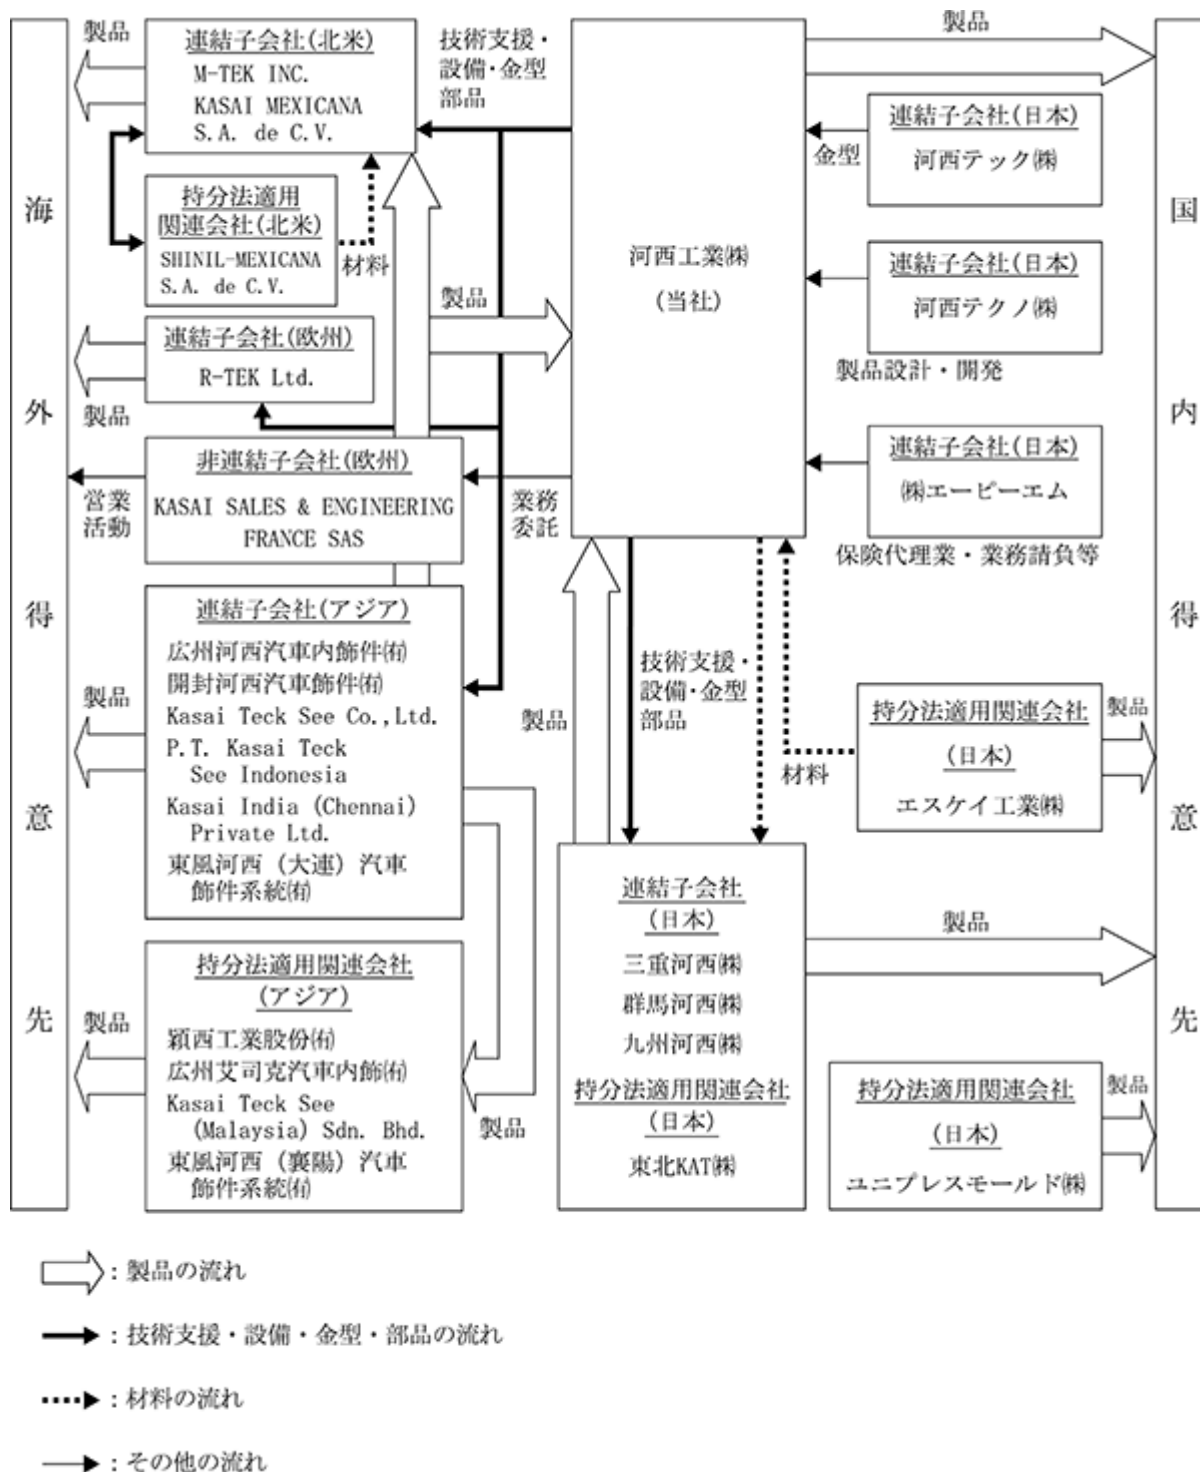 海外得意先
製品
連結子会社(北米)
M-TEK INC.
KASAI MEXICANA
S.A. de C.V.
持分法適用
関連会社(北米)
SHINIL-MEXICANA
S.A. de C.V.
材料
技術支援・
設備・金型
部品
製品
連結子会社(欧州)
R-TEK Ltd.
製品
非連結子会社(欧州)
KASAI SALES & ENGINEERING
FRANCE SAS
営業
活動
業務
委託
連結子会社(アジア)
広州河西汽車内飾件㈲
開封河西汽車飾件㈲
Kasai Teck See Co.,Ltd.
P.T. Kasai Teck
See Indonesia
Kasai India (Chennai)
Private Ltd.
東風河西（大連）汽車
飾件系統㈲
製品
持分法適用関連会社
(アジア)
穎西工業股份㈲
広州艾司克汽車内飾㈲
Kasai Teck See
(Malaysia) Sdn. Bhd.
東風河西（襄陽）汽車
飾件系統㈲
製品
製品
河西工業㈱
(当社)
製品
技術支援・
設備・金型
部品
材料
連結子会社
(日本)
三重河西㈱
群馬河西㈱
九州河西㈱
持分法適用関連会社
(日本)
東北KAT㈱
製品
製品
連結子会社(日本)
河西テック㈱
金型
連結子会社(日本)
河西テクノ㈱
製品設計・開発
連結子会社(日本)
㈱エーピーエム
保険代理業・業務請負等
持分法適用関連会社
(日本)
エスケイ工業㈱
製品
持分法適用関連会社
(日本)
ユニプレスモールド㈱
製品
国内得意先
：製品の流れ
：技術支援・設備・金型・部品の流れ
：材料の流れ
：その他の流れ